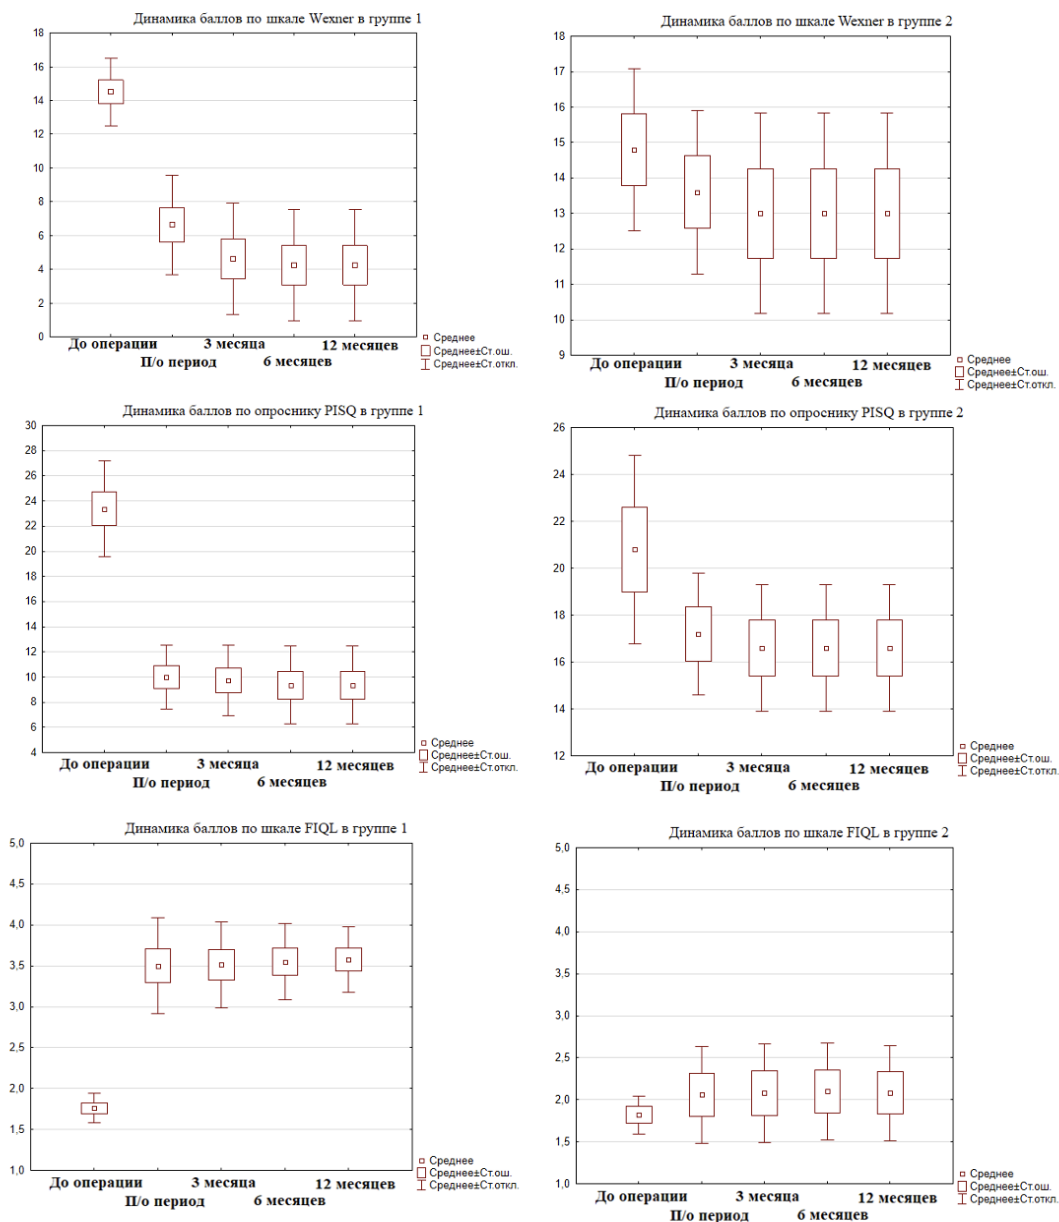 Динамика баллов по шкале Wexner в группе 1
18
16
14
12
10
8
6
4
2
0
До операции
П/о период
3 месяца
6 месяцев
12 месяцев
Среднее
Среднее±Ст.ош.
Среднее±Ст.откл.
Динамика баллов по шкале Wexner в группе 2
18
17
16
15
14
13
12
11
10
9
До операции
П/о период
3 месяца
6 месяцев
12 месяцев
Среднее
Среднее±Ст.ош.
Среднее±Ст.откл.
Динамика баллов по опроснику PISQ в группе 1
30
28
26
24
22
20
18
16
14
12
10
8
6
4
До операции
П/о период
3 месяца
6 месяцев
12 месяцев
Среднее
Среднее±Ст.ош.
Среднее±Ст.откл.
Динамика баллов по опроснику PISQ в группе 2
26
24
22
20
18
16
14
12
До операции
П/о период
3 месяца
6 месяцев
12 месяцев
Среднее
Среднее±Ст.ош.
Среднее±Ст.откл.
Динамика баллов по шкале FIQL в группе 1
5,0
4,5
4,0
3,5
3,0
2,5
2,0
1,5
1,0
До операции
П/о период
3 месяца
6 месяцев
12 месяцев
Среднее
Среднее±Ст.ош.
Среднее±Ст.откл.
Динамика баллов по шкале FIQL в группе 2
5,0
4,5
4,0
3,5
3,0
2,5
2,0
1,5
1,0
До операции
П/о период
3 месяца
6 месяцев
12 месяцев
Среднее
Среднее±Ст.ош.
Среднее±Ст.откл.